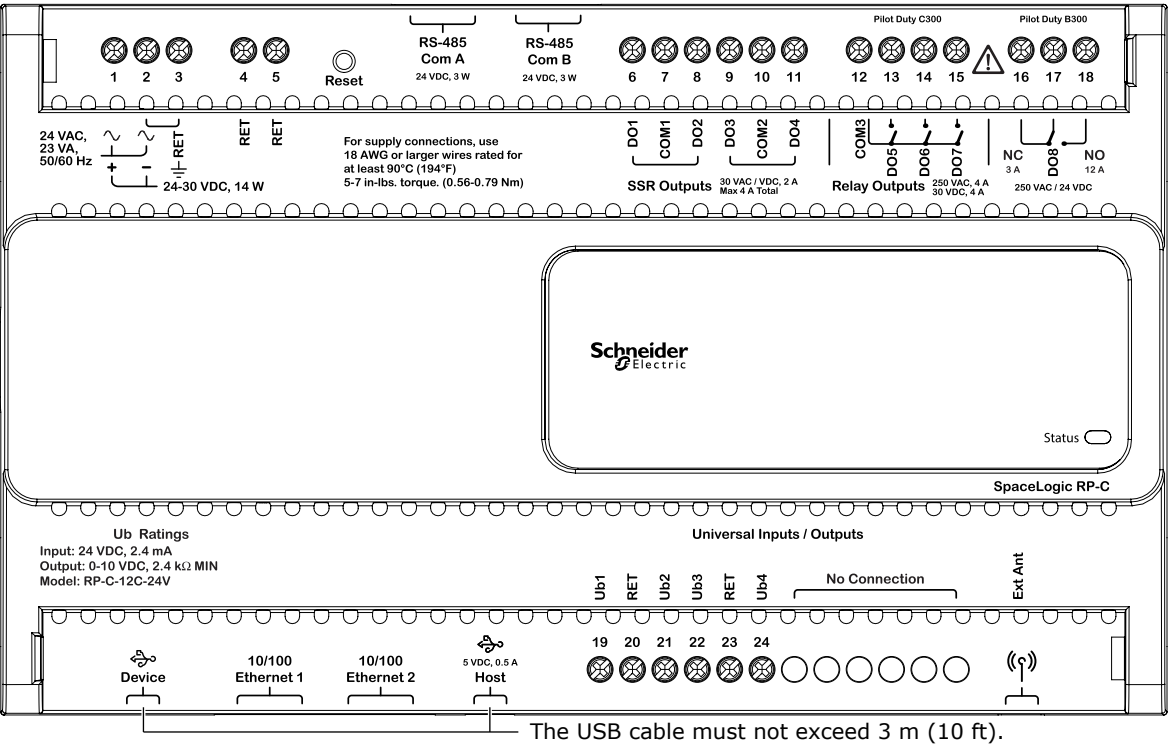 Pilot Duty C300
Pilot Duty B300
RS-485
Com A
24 VDC, 3 W
RS-485
Com B
24 VDC, 3 W
1 2 3 4 5
Reset
6 7 8 9 10 11
12 13 14 15 16 17 18
24 VAC,
23 VA,
50/60 Hz
+ −
RET
RET
RET
24-30 VDC, 14 W
For supply connections, use
18 AWG or larger wires rated for
at least 90°C (194°F)
5-7 in-lbs. torque. (0.56-0.79 Nm)
DO1
COM1
DO2
DO3
COM2
DO4
SSR Outputs
30 VAC / VDC, 2 A
Max 4 A Total
COM3
DO5
DO6
DO7
Relay Outputs
250 VAC, 4 A
30 VDC, 4 A
NC
3 A
DO8
NO
12 A
250 VAC / 24 VDC
Schneider
Electric
Status
SpaceLogic RP-C
Ub Ratings
Input: 24 VDC, 2.4 mA
Output: 0-10 VDC, 2.4 kΩ MIN
Model: RP-C-12C-24V
Universal Inputs / Outputs
Ub1
RET
Ub2
Ub3
RET
Ub4
No Connection
Ext Ant
19 20 21 22 23 24
Device
10/100
Ethernet 1
10/100
Ethernet 2
5 VDC, 0.5 A
Host
The USB cable must not exceed 3 m (10 ft).